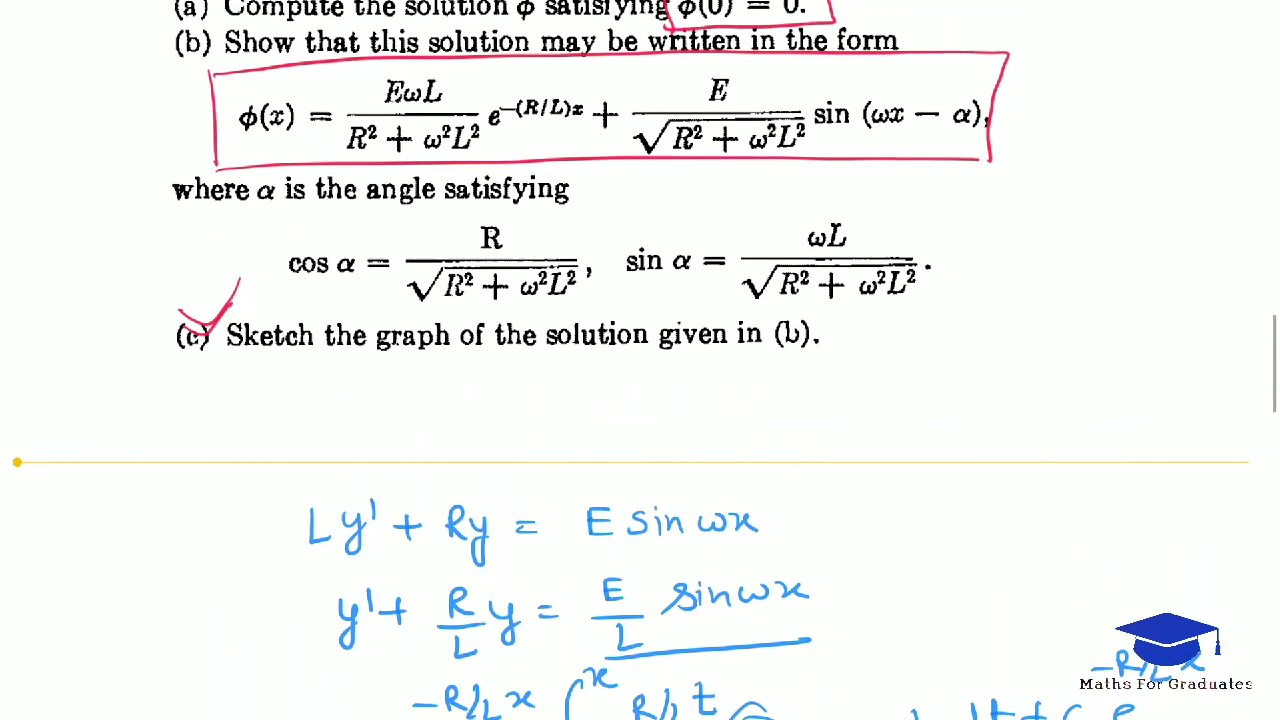 (a) Compute the solution ϕ satisfying ϕ(0) = 0.
(b) Show that this solution may be written in the form
ϕ(x) = EωL / (R² + ω²L²) e^{-(R/L)x} + E / √(R² + ω²L²) sin (ωx − α),
where α is the angle satisfying
cos α = R / √(R² + ω²L²), sin α = ωL / √(R² + ω²L²).
(c) Sketch the graph of the solution given in (b).
Ly' + Ry = E sin ωx
y' + R/L y = E/L sin ωx
-R/L x
Maths For Graduates